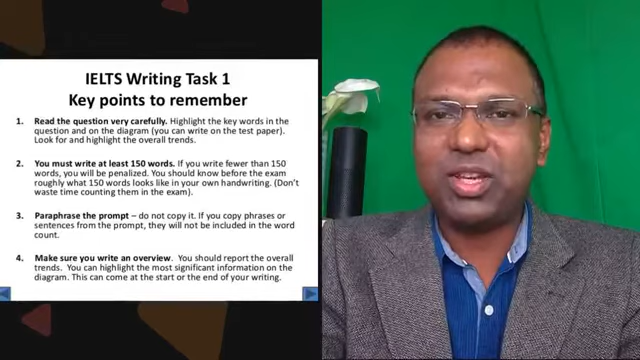 IELTS Writing Task 1
Key points to remember
1. Read the question very carefully. Highlight the key words in the
question and on the diagram (you can write on the test paper).
Look for and highlight the overall trends.
2. You must write at least 150 words. If you write fewer than 150
words, you will be penalized. You should know before the exam
roughly what 150 words looks like in your own handwriting. (Don't
waste time counting them in the exam).
3. Paraphrase the prompt – do not copy it. If you copy phrases or
sentences from the prompt, they will not be included in the word
count.
4. Make sure you write an overview. You should report the overall
trends. You can highlight the most significant information on the
diagram. This can come at the start or the end of your writing.